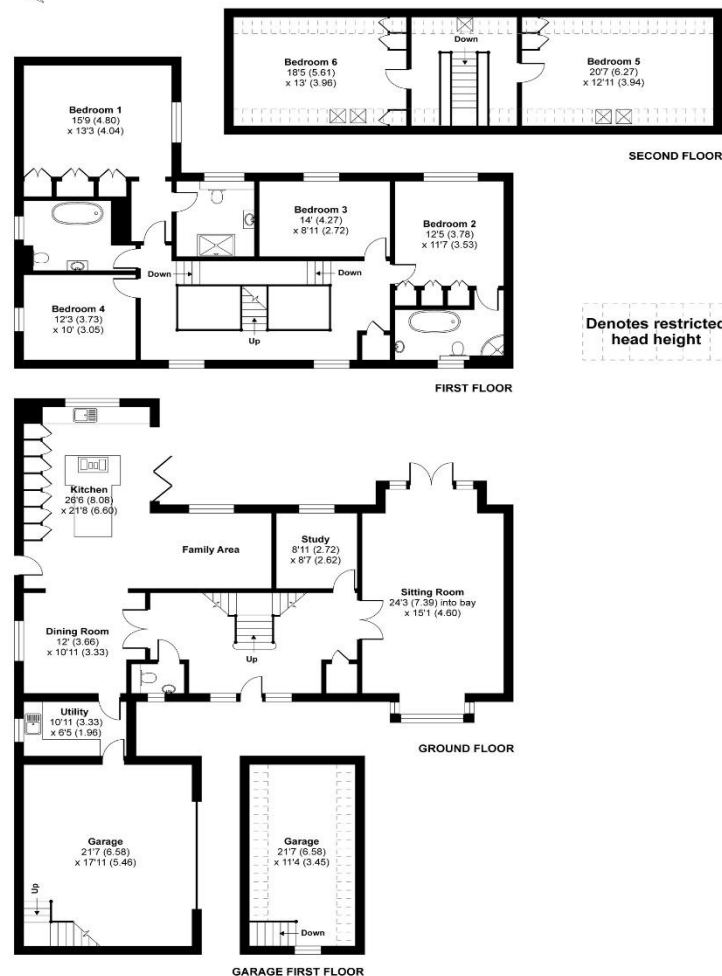 Bedroom 6
18'5 (5.61)
x 13' (3.96)
Down
Bedroom 5
20'7 (6.27)
x 12'11 (3.94)
SECOND FLOOR
Bedroom 1
15'9 (4.80)
x 13'3 (4.04)
Bedroom 3
14' (4.27)
x 8'11 (2.72)
Bedroom 2
12'5 (3.78)
x 11'7 (3.53)
Down
Down
Bedroom 4
12'3 (3.73)
x 10' (3.05)
Up
FIRST FLOOR
Denotes restricted
head height
Kitchen
26'6 (8.08)
x 21'8 (6.60)
Family Area
Study
8'11 (2.72)
x 8'7 (2.62)
Sitting Room
24'3 (7.39) into bay
x 15'1 (4.60)
Dining Room
12' (3.66)
x 10'11 (3.33)
Up
Utility
10'11 (3.33)
x 6'5 (1.96)
GROUND FLOOR
Garage
21'7 (6.58)
x 17'11 (5.46)
Up
Garage
21'7 (6.58)
x 11'4 (3.45)
Down
GARAGE FIRST FLOOR